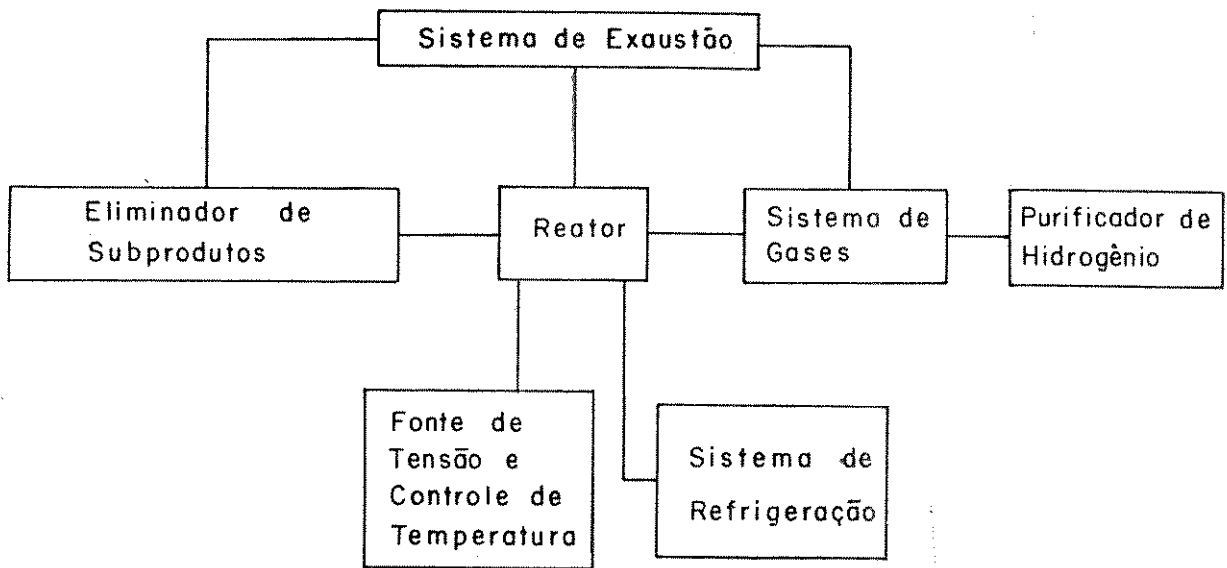 Sistema de Exaustão
Eliminador de
Subprodutos
Reator
Sistema de
Gases
Purificador de
Hidrogênio
Fonte de
Tensão e
Controle de
Temperatura
Sistema de
Refrigeração